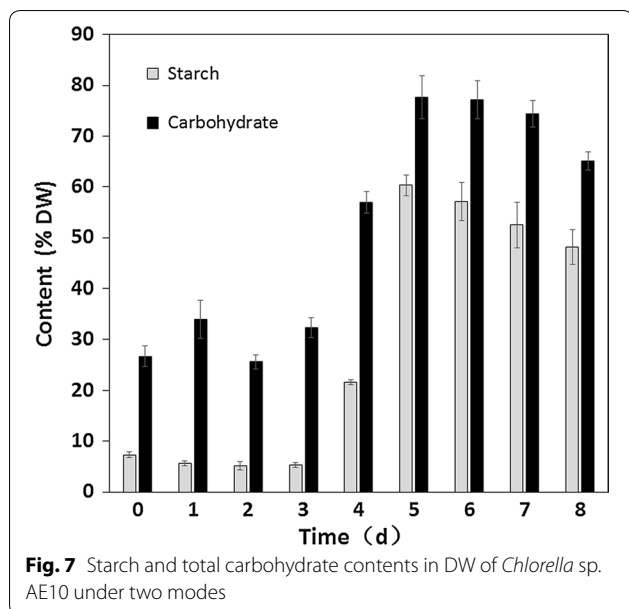 90
80
70
60
50
40
30
20
10
0
Content (% DW)
Starch
Carbohydrate
0 1 2 3 4 5 6 7 8
Time（d）
Fig. 7 Starch and total carbohydrate contents in DW of Chlorella sp.
AE10 under two modes